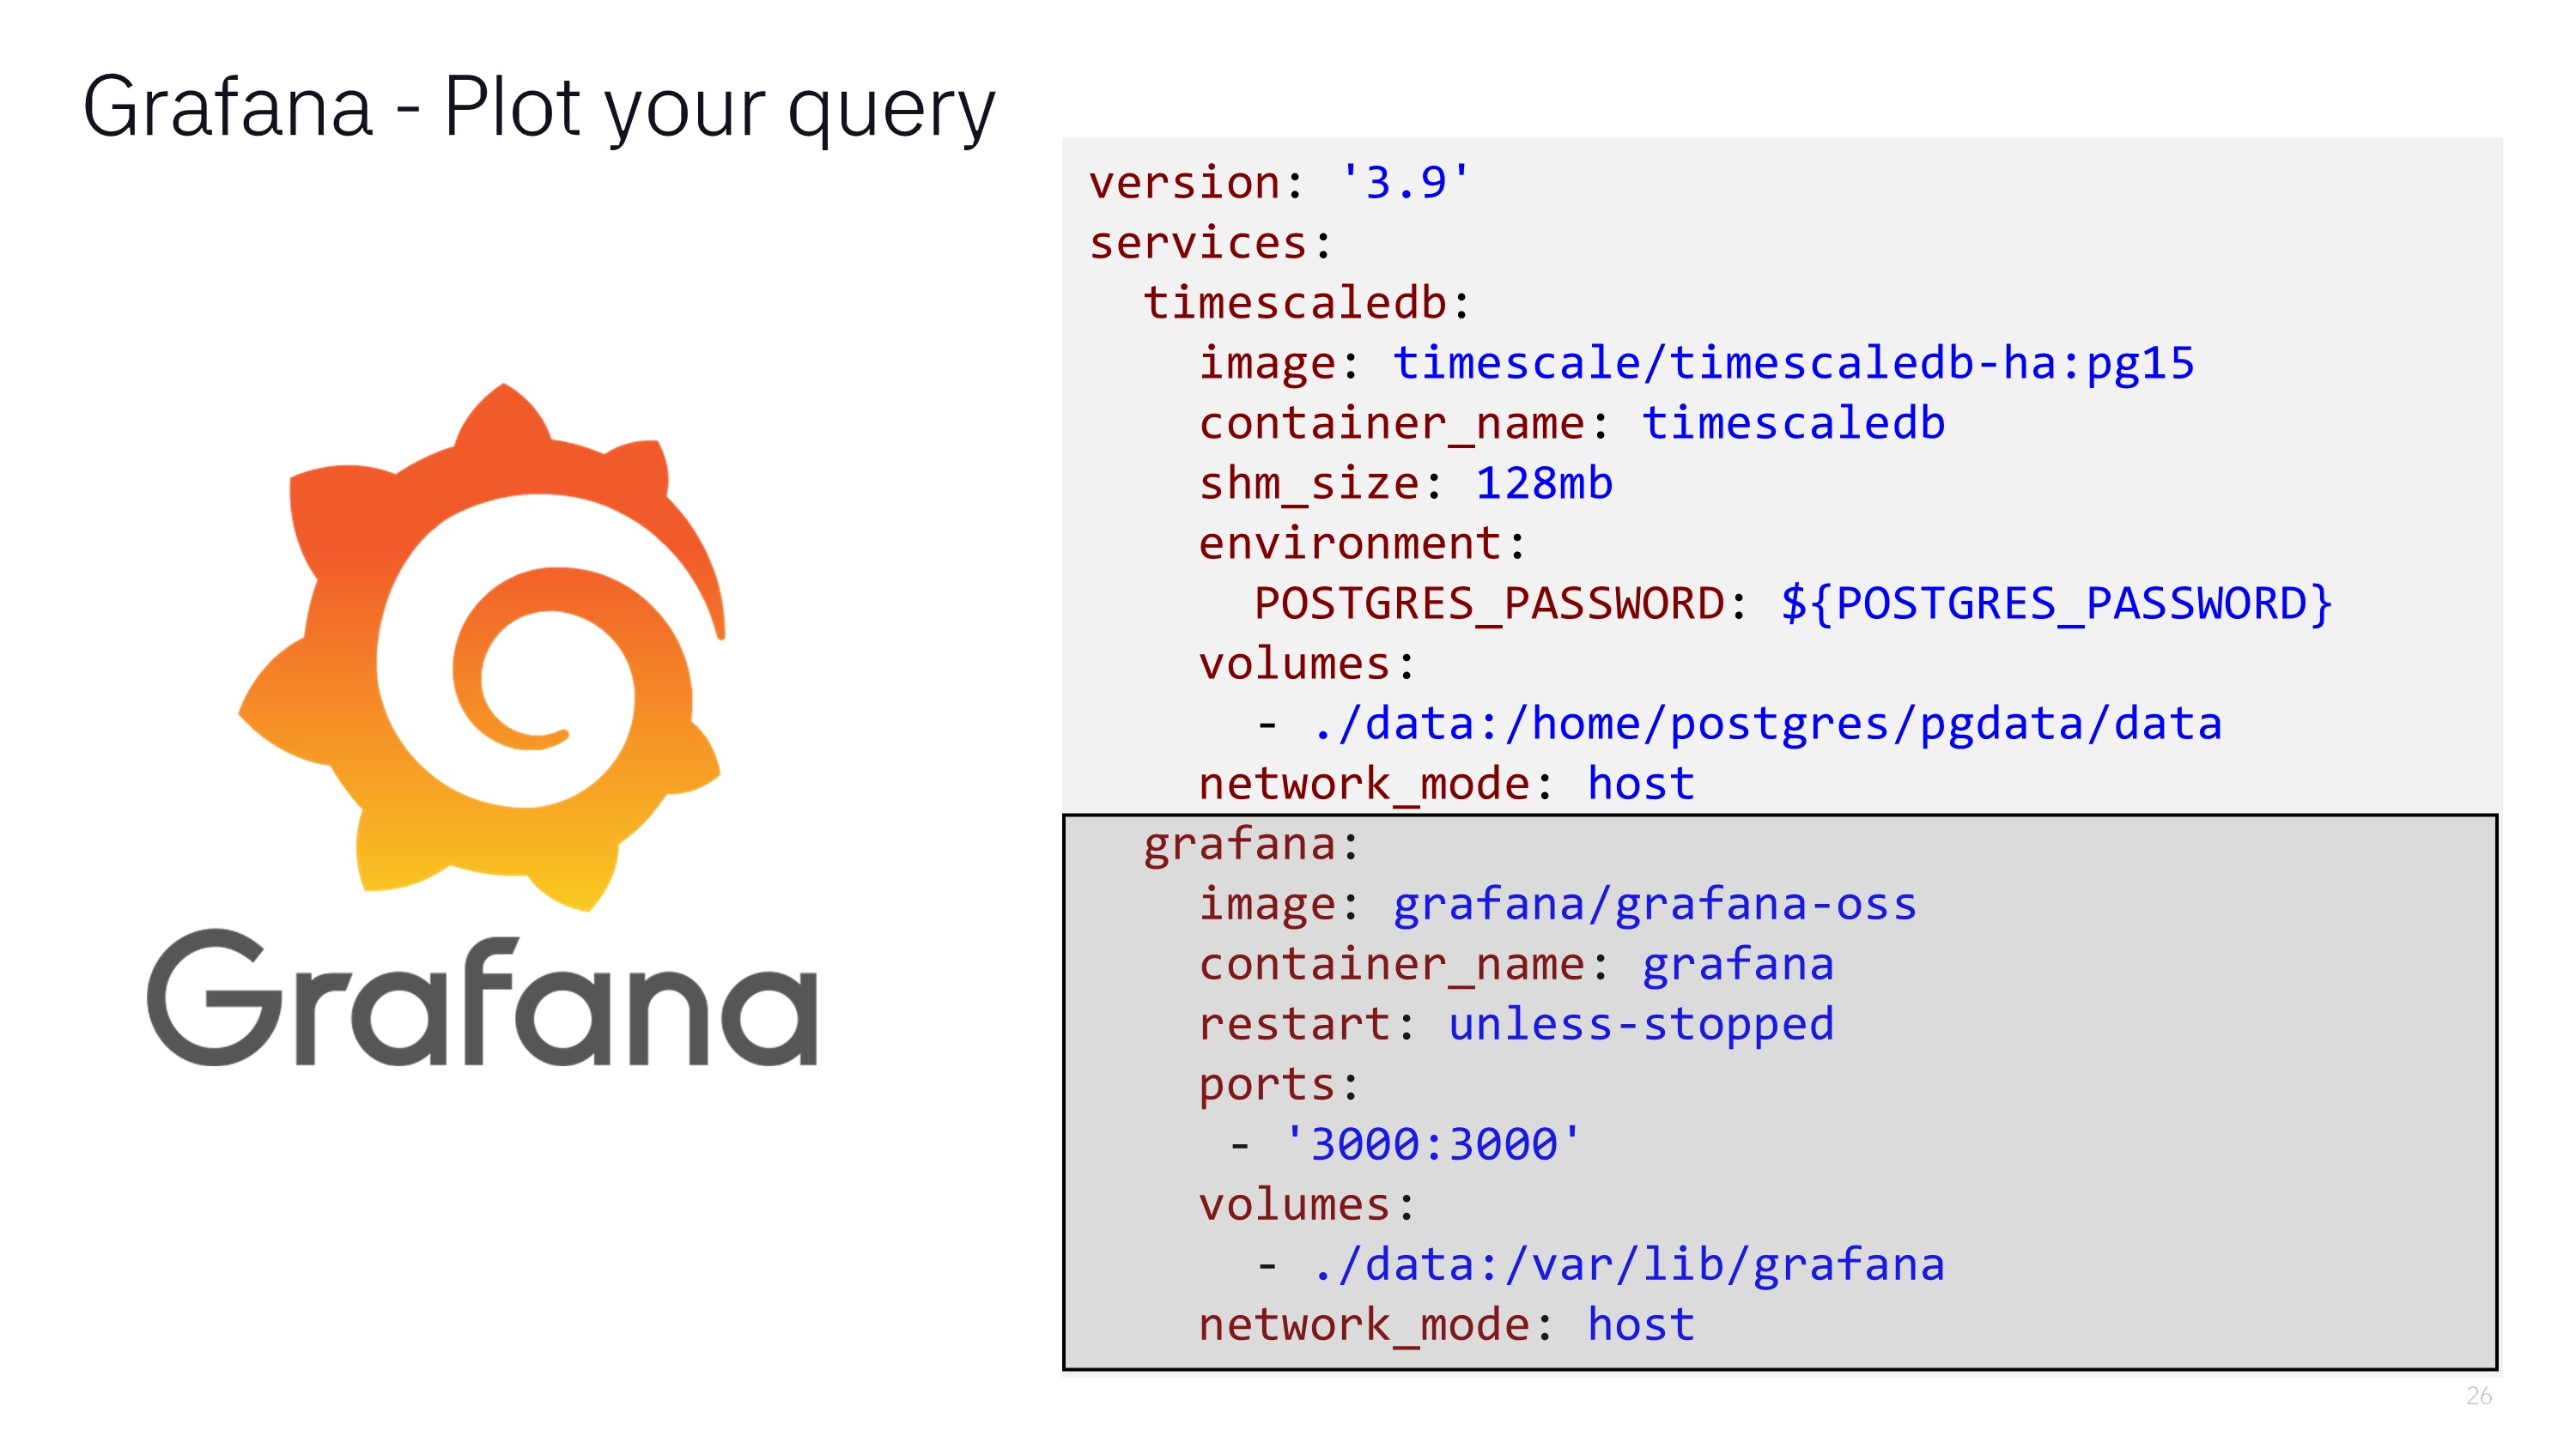 Grafana - Plot your query
version: '3.9'
services:
  timescaledb:
    image: timescale/timescaledb-ha:pg15
    container_name: timescaledb
    shm_size: 128mb
    environment:
      POSTGRES_PASSWORD: ${POSTGRES_PASSWORD}
    volumes:
      - ./data:/home/postgres/pgdata/data
    network_mode: host
  grafana:
    image: grafana/grafana-oss
    container_name: grafana
    restart: unless-stopped
    ports:
     - '3000:3000'
    volumes:
      - ./data:/var/lib/grafana
    network_mode: host
Grafana
26